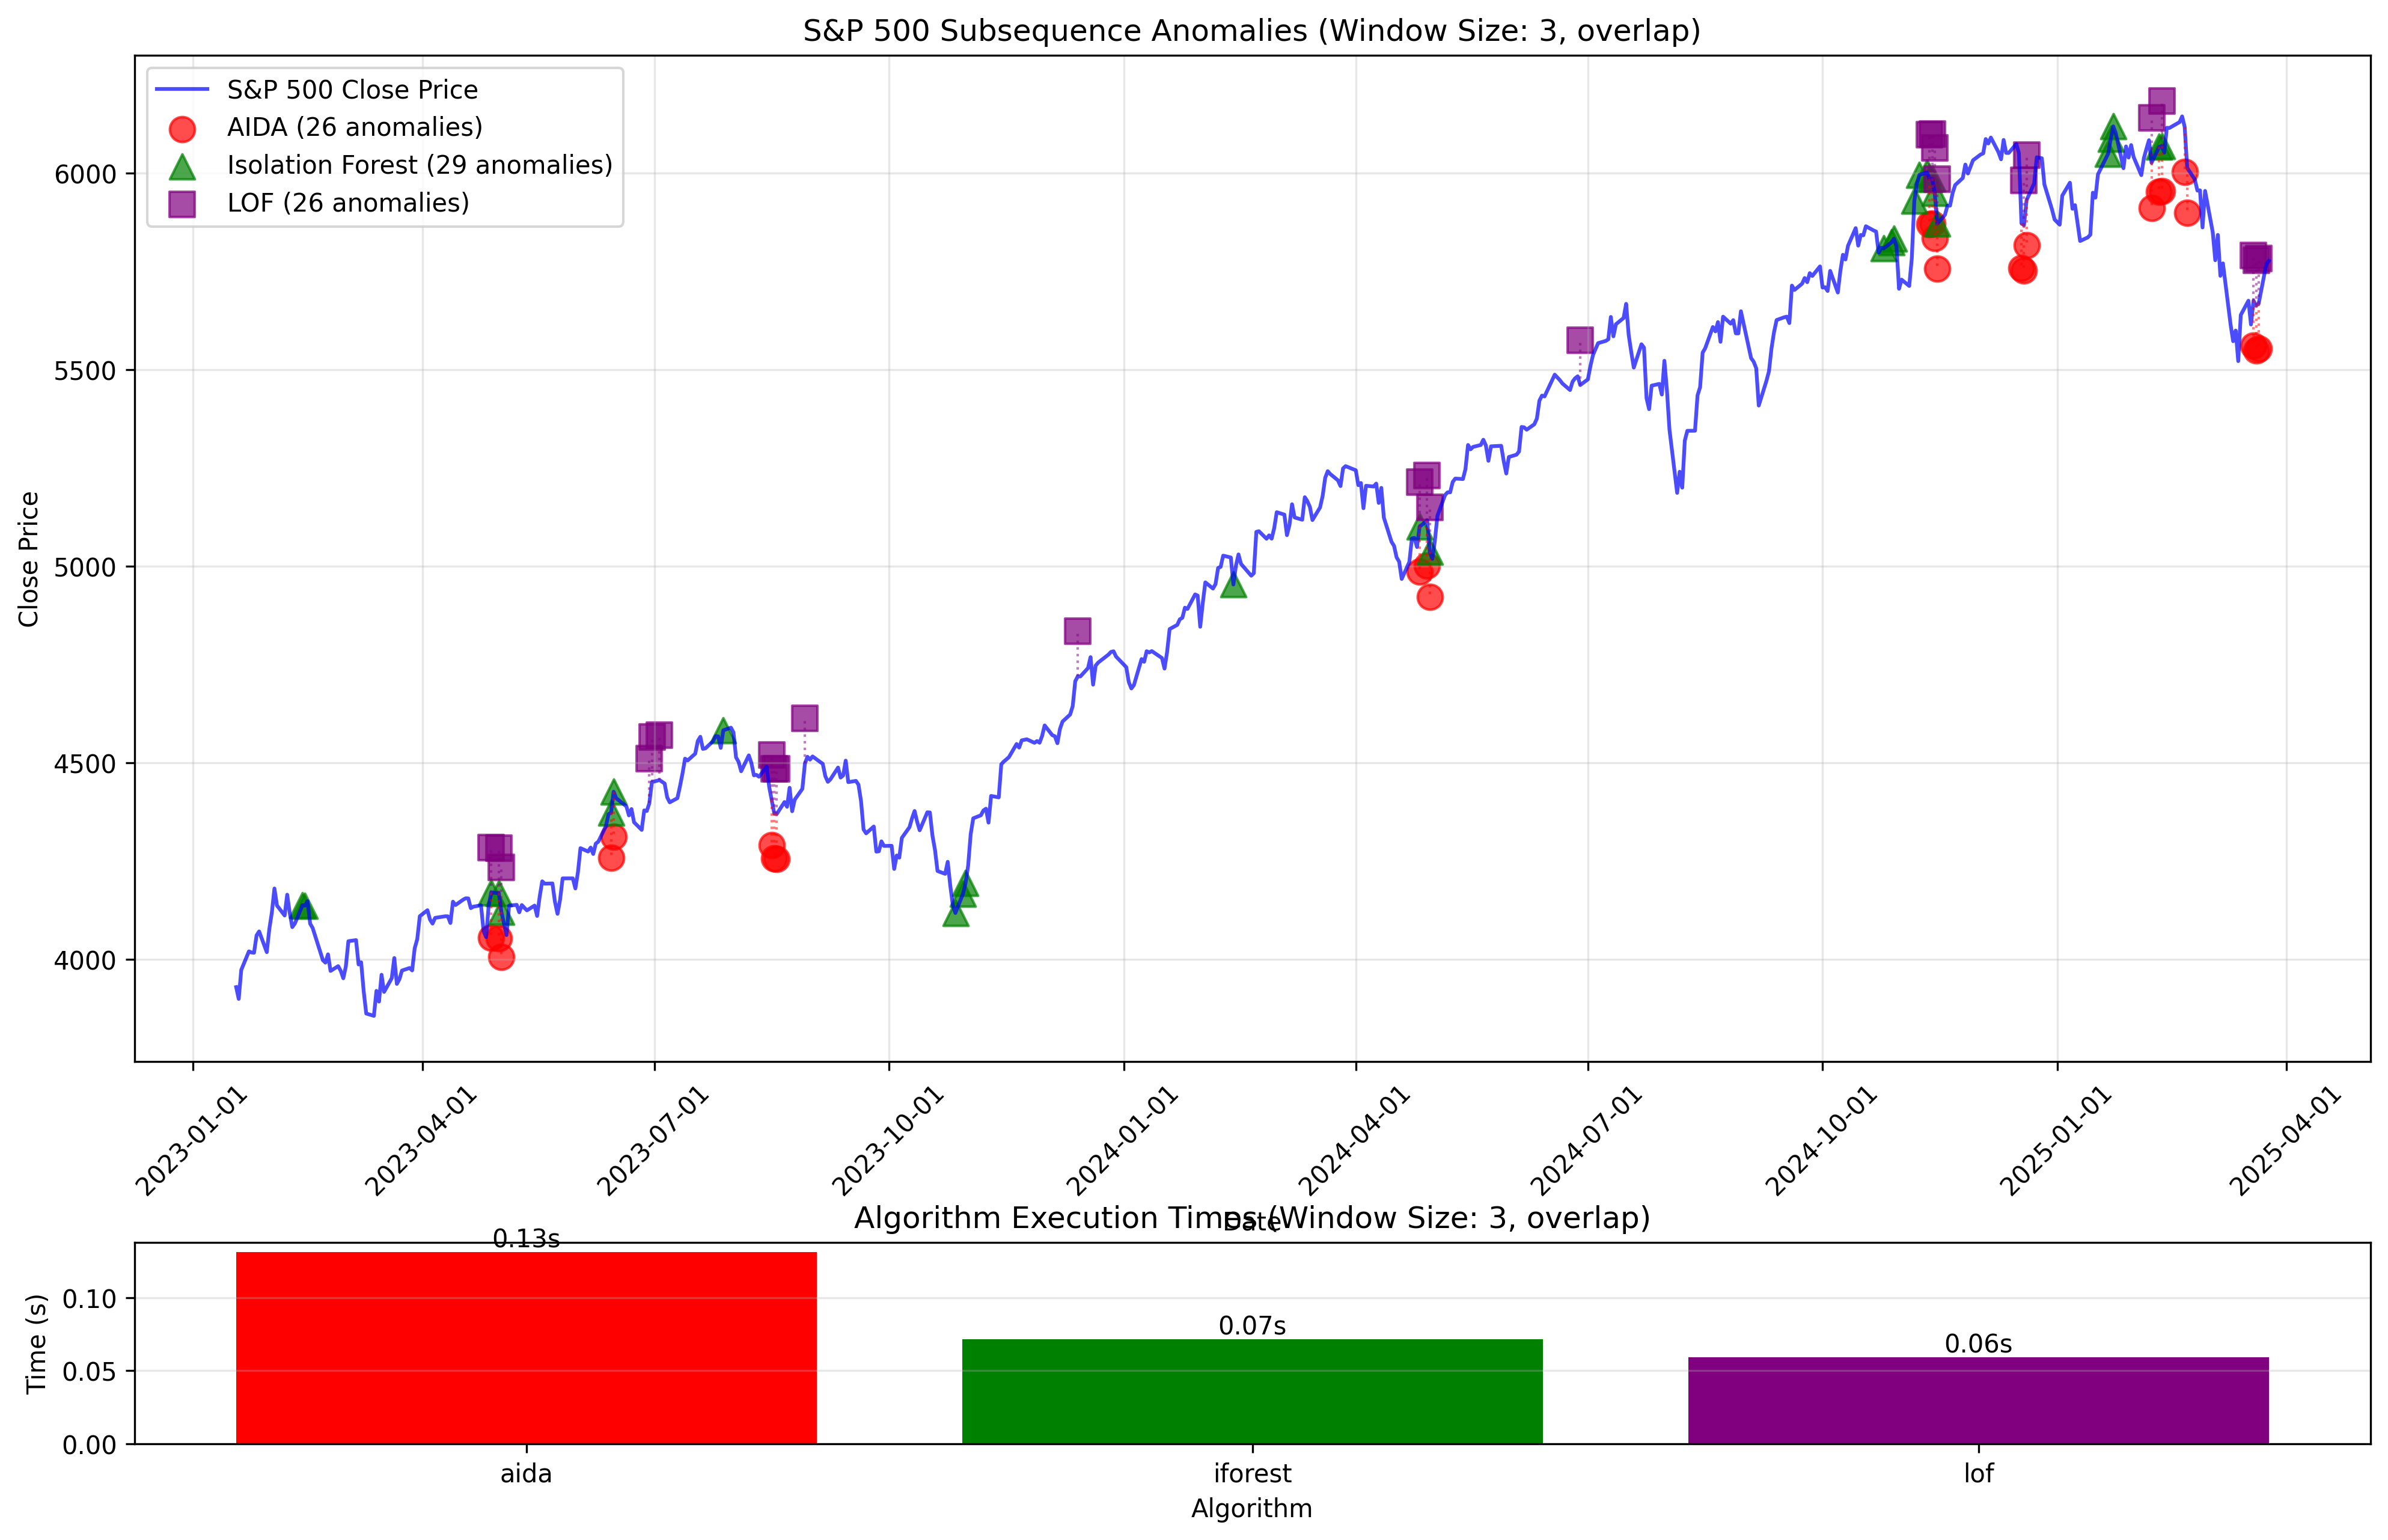 S&P 500 Subsequence Anomalies (Window Size: 3, overlap)
S&P 500 Close Price
AIDA (26 anomalies)
Isolation Forest (29 anomalies)
LOF (26 anomalies)
Close Price
6000
5500
5000
4500
4000
2023-01-01
2023-04-01
2023-07-01
2023-10-01
2024-01-01
2024-04-01
2024-07-01
2024-10-01
2025-01-01
2025-04-01
Date
Algorithm Execution Times (Window Size: 3, overlap)
Time (s)
0.10
0.05
0.00
0.13s
0.07s
0.06s
aida
iforest
lof
Algorithm